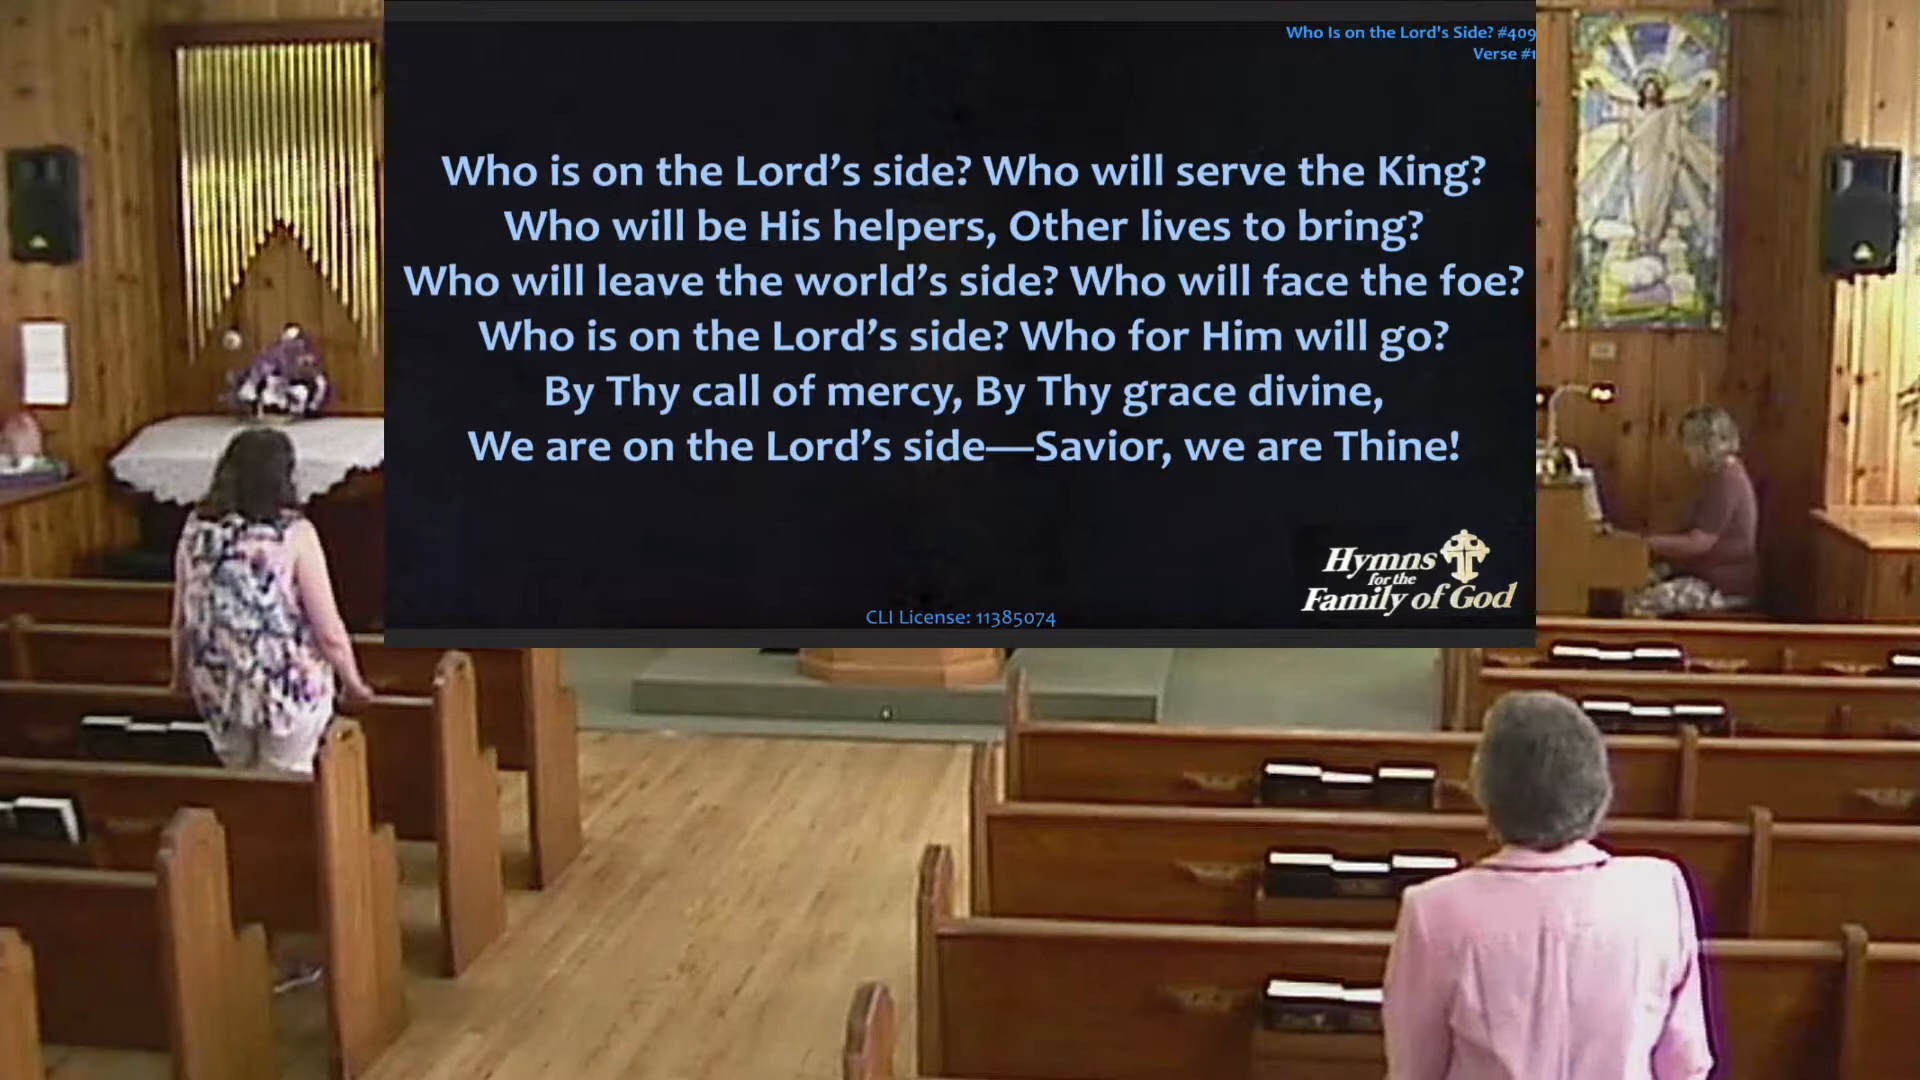 Who Is on the Lord's Side? #409
Verse #1
Who is on the Lord’s side? Who will serve the King?
Who will be His helpers, Other lives to bring?
Who will leave the world’s side? Who will face the foe?
Who is on the Lord’s side? Who for Him will go?
By Thy call of mercy, By Thy grace divine,
We are on the Lord’s side—Savior, we are Thine!
Hymns
for the
Family of God
CLI License: 11385074